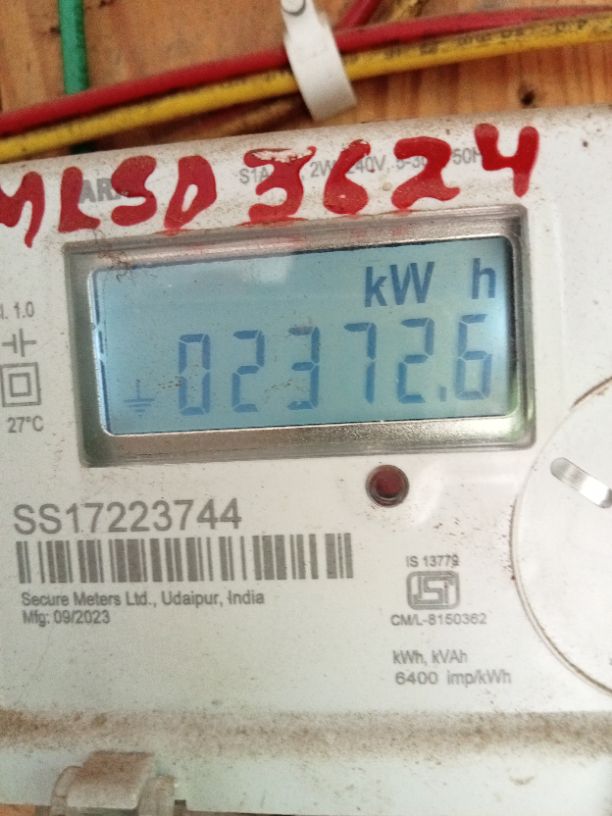 MLSD 3624
kW h
02372.6
27°C
SS17223744
Secure Meters Ltd., Udaipur, India
Mfg: 09/2023
IS 13779
ISI
CM/L-8150362
kWh, kVAh
6400 imp/kWh